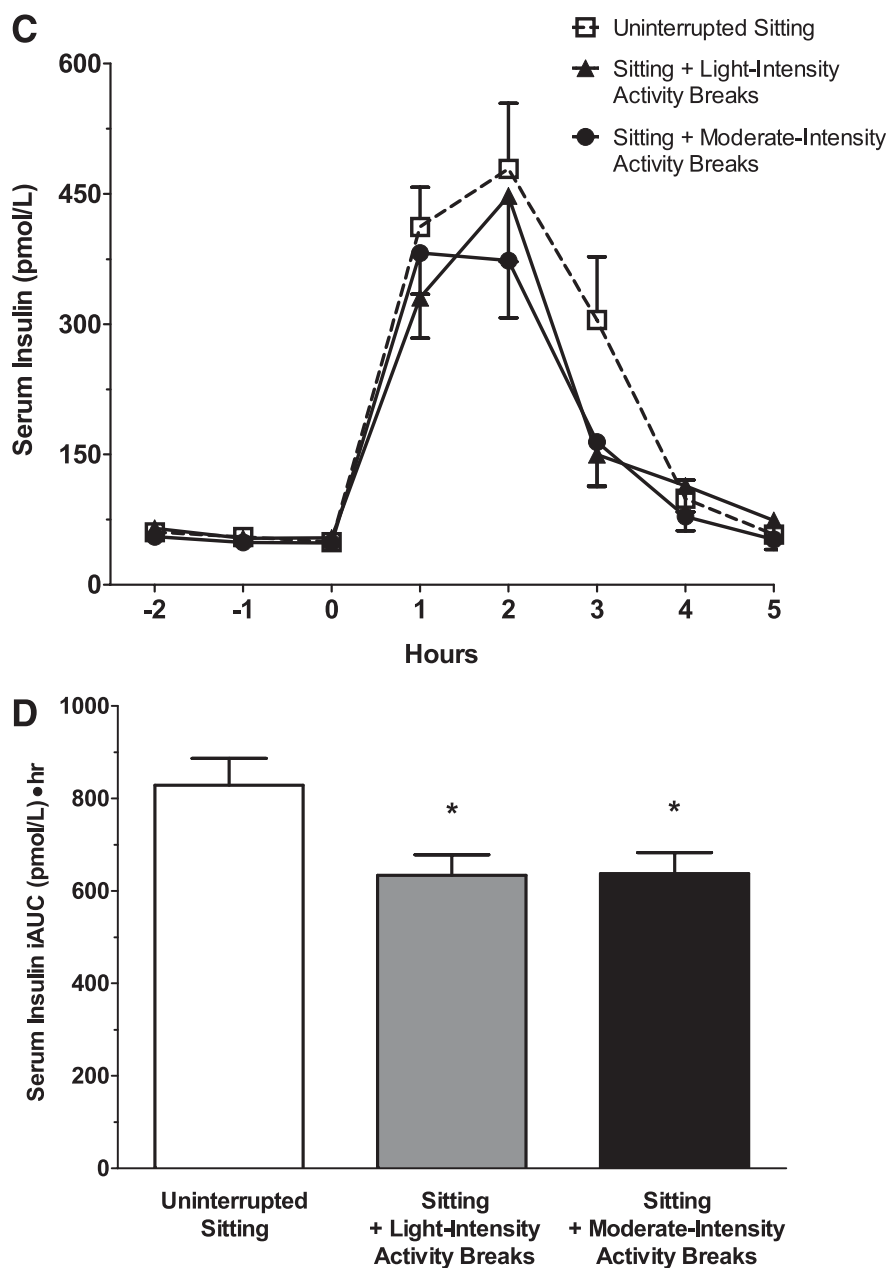 C
Uninterrupted Sitting
Sitting + Light-Intensity
Activity Breaks
Sitting + Moderate-Intensity
Activity Breaks
Serum Insulin (pmol/L)
600
450
300
150
0
-2 -1 0 1 2 3 4 5
Hours
D
Serum Insulin iAUC (pmol/L)•hr
1000
800
600
400
200
0
* *
Uninterrupted
Sitting
Sitting
+ Light-Intensity
Activity Breaks
Sitting
+ Moderate-Intensity
Activity Breaks